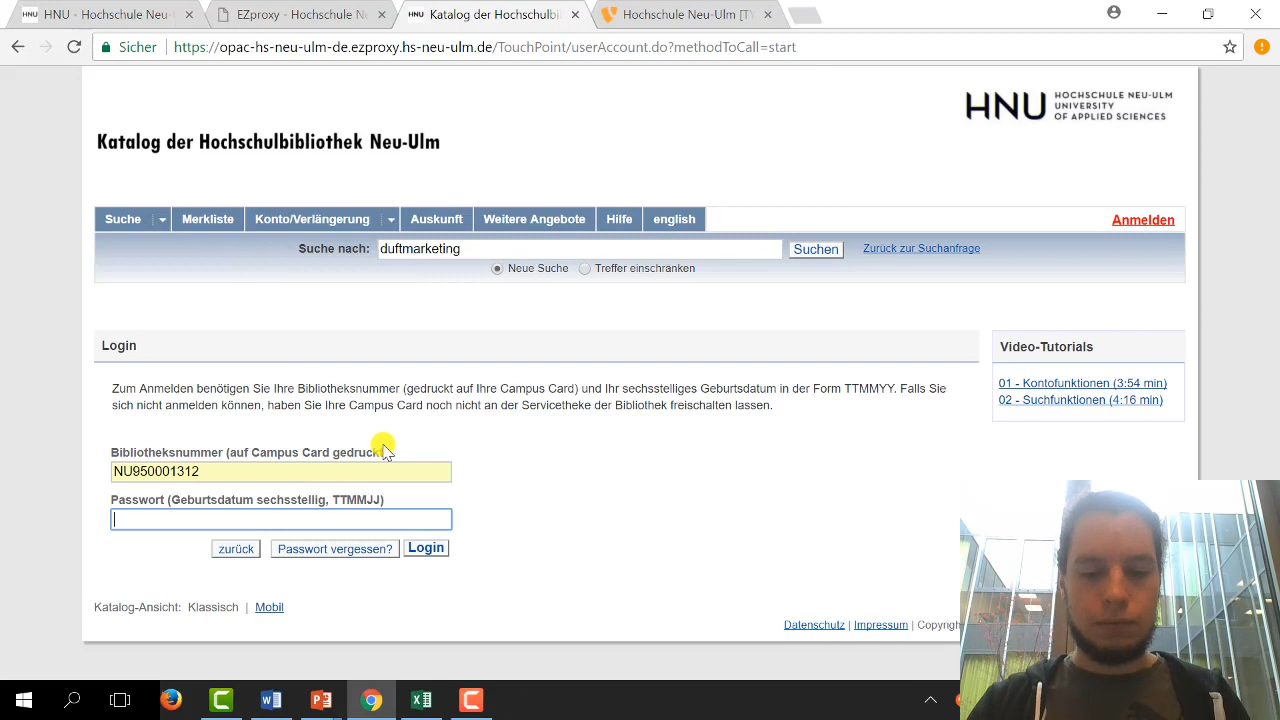 HNU - Hochschule Neu-
EZproxy - Hochschule Ne
Katalog der Hochschulbi
Hochschule Neu-Ulm [TY
Sicher
https://opac-hs-neu-ulm-de.ezproxy.hs-neu-ulm.de/TouchPoint/userAccount.do?methodToCall=start
HNU HOCHSCHULE NEU-ULM
UNIVERSITY
OF APPLIED SCIENCES
Katalog der Hochschulbibliothek Neu-Ulm
Suche Merkliste Konto/Verlängerung Auskunft Weitere Angebote Hilfe english Anmelden
Suche nach: duftmarketing Suchen Zurück zur Suchanfrage
Neue Suche Treffer einschranken
Login
Video-Tutorials
Zum Anmelden benötigen Sie Ihre Bibliotheksnummer (gedruckt auf Ihre Campus Card) und Ihr sechsstelliges Geburtsdatum in der Form TTMMYY. Falls Sie
sich nicht anmelden können, haben Sie Ihre Campus Card noch nicht an der Servicetheke der Bibliothek freischalten lassen.
01 - Kontofunktionen (3:54 min)
02 - Suchfunktionen (4:16 min)
Bibliotheksnummer (auf Campus Card gedruckt
NU950001312
Passwort (Geburtsdatum sechsstellig, TTMMJJ)
zurück Passwort vergessen? Login
Katalog-Ansicht: Klassisch | Mobil
Datenschutz | Impressum | Copyrigh